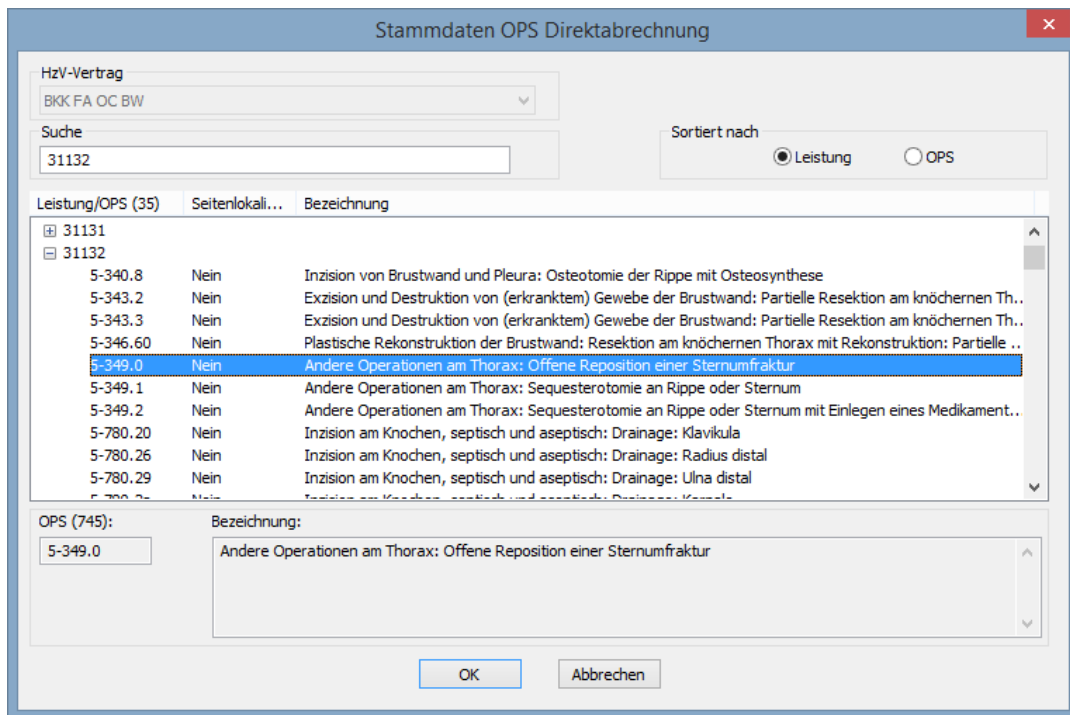 Stammdaten OPS Direktabrechnung
HzV-Vertrag
BKK FA OC BW
Suche
Sortiert nach
31132
Leistung OPS
Leistung/OPS (35) Seitenlokali... Bezeichnung
31131
31132
5-340.8 Nein Inzision von Brustwand und Pleura: Osteotomie der Rippe mit Osteosynthese
5-343.2 Nein Exzision und Destruktion von (erkranktem) Gewebe der Brustwand: Partielle Resektion am knöchernen Th...
5-343.3 Nein Exzision und Destruktion von (erkranktem) Gewebe der Brustwand: Partielle Resektion am knöchernen Th...
5-346.60 Nein Plastische Rekonstruktion der Brustwand: Resektion am knöchernen Thorax mit Rekonstruktion: Partielle ...
5-349.0 Nein Andere Operationen am Thorax: Offene Reposition einer Sternumfraktur
5-349.1 Nein Andere Operationen am Thorax: Sequesterotomie an Rippe oder Sternum
5-349.2 Nein Andere Operationen am Thorax: Sequesterotomie an Rippe oder Sternum mit Einlegen eines Medikament...
5-780.20 Nein Inzision am Knochen, septisch und aseptisch: Drainage: Klavikula
5-780.26 Nein Inzision am Knochen, septisch und aseptisch: Drainage: Radius distal
5-780.29 Nein Inzision am Knochen, septisch und aseptisch: Drainage: Ulna distal
Nein Inzision am Knochen, septisch und aseptisch: Drainage:
OPS (745): Bezeichnung:
5-349.0 Andere Operationen am Thorax: Offene Reposition einer Sternumfraktur
OK Abbrechen